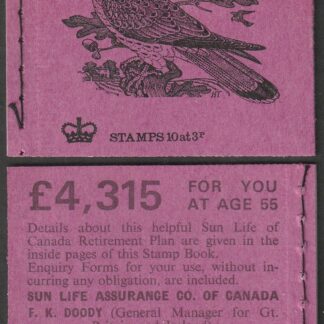 STAMPS 10 at 3P
£4,315 FOR YOU
AT AGE 55
Details about this helpful Sun Life of
Canada Retirement Plan are given in the
inside pages of this Stamp Book.
Enquiry Forms for your use, without in-
curring any obligation, are included.
SUN LIFE ASSURANCE CO. OF CANADA
F. K. DOODY (General Manager for Gt.